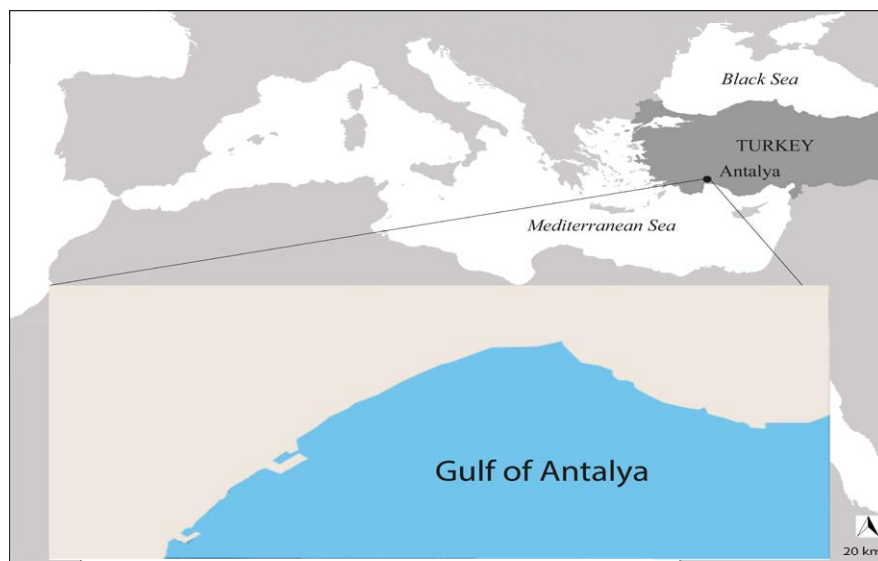 Black Sea
TURKEY
Antalya
Mediterranean Sea
Gulf of Antalya
20 km